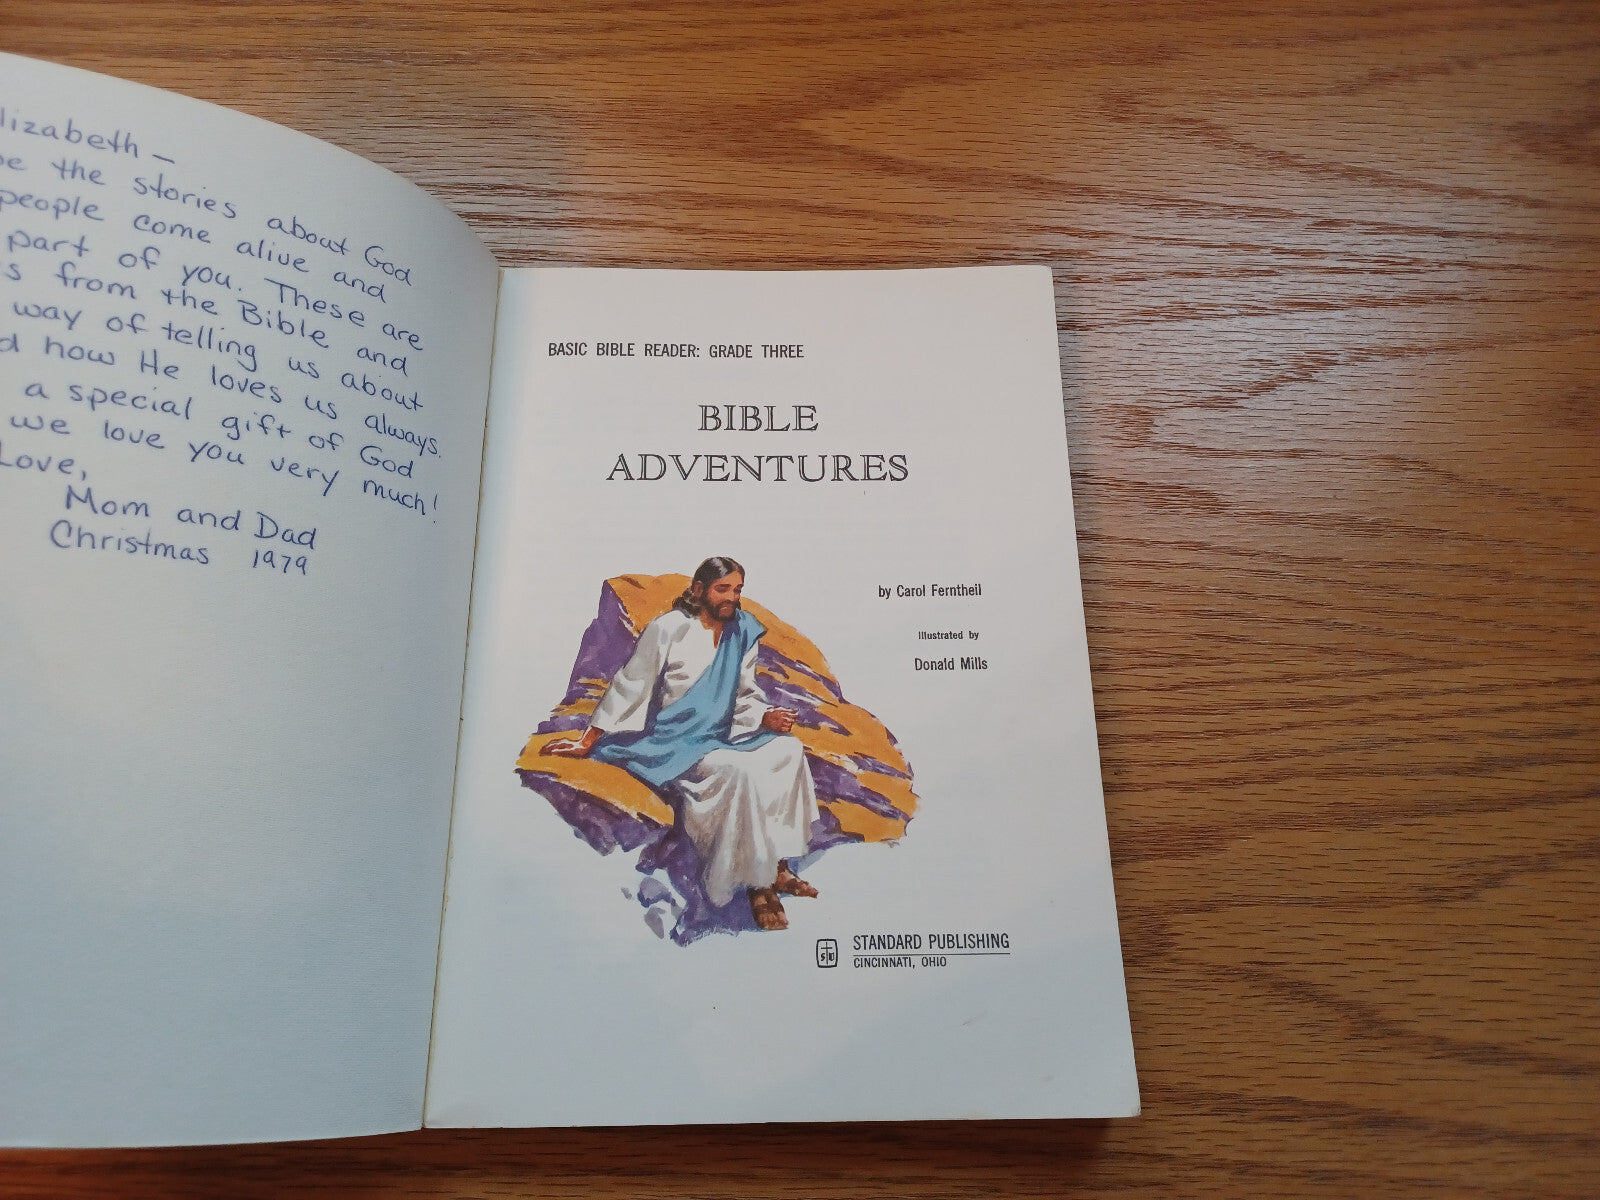 lizabeth –
the stories about God
people come alive and
part of you. These are
from the Bible and
way of telling us about
how He loves us always.
a special gift of God
we love you very much!
Love,
Mom and Dad
Christmas 1979
BASIC BIBLE READER: GRADE THREE
BIBLE
ADVENTURES
by Carol Ferntheil
Illustrated by
Donald Mills
STANDARD PUBLISHING
CINCINNATI, OHIO